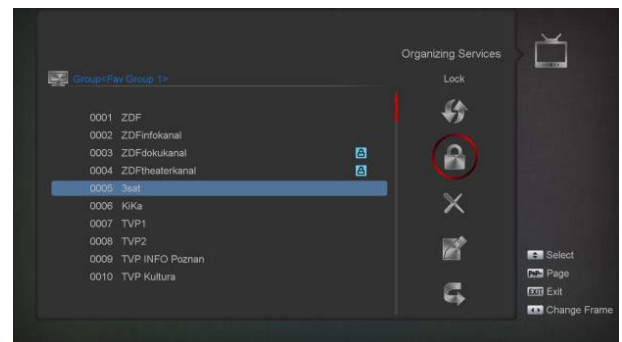 Organizing Services
Group<Fav Group 1>
Lock
0001 ZDF
0002 ZDFinfokanal
0003 ZDFdokukanal
0004 ZDFtheaterkanal
0005 3sat
0006 KiKa
0007 TVP1
0008 TVP2
0009 TVP INFO Poznan
0010 TVP Kultura
Select
Page
EXIT Exit
Change Frame